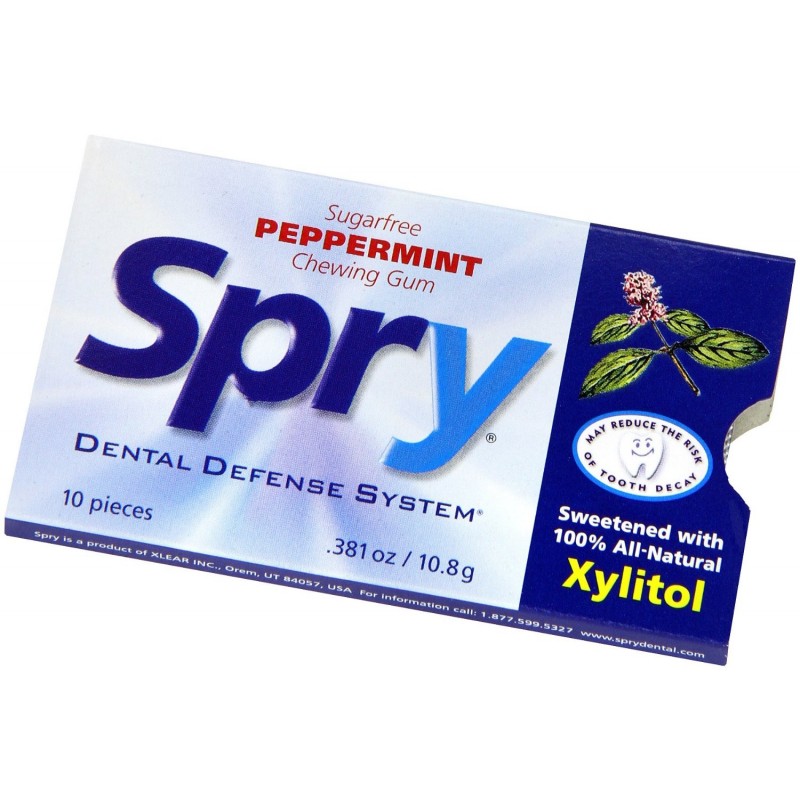 Sugarfree
PEPPERMINT
Chewing Gum
Spry®
DENTAL DEFENSE SYSTEM®
10 pieces
.381 oz / 10.8 g
MAY REDUCE THE RISK
OF TOOTH DECAY
Sweetened with
100% All-Natural
Xylitol
Spry is a product of XLEAR INC., Orem, UT 84057, USA For information call: 1.877.599.5327 www.sprydental.com